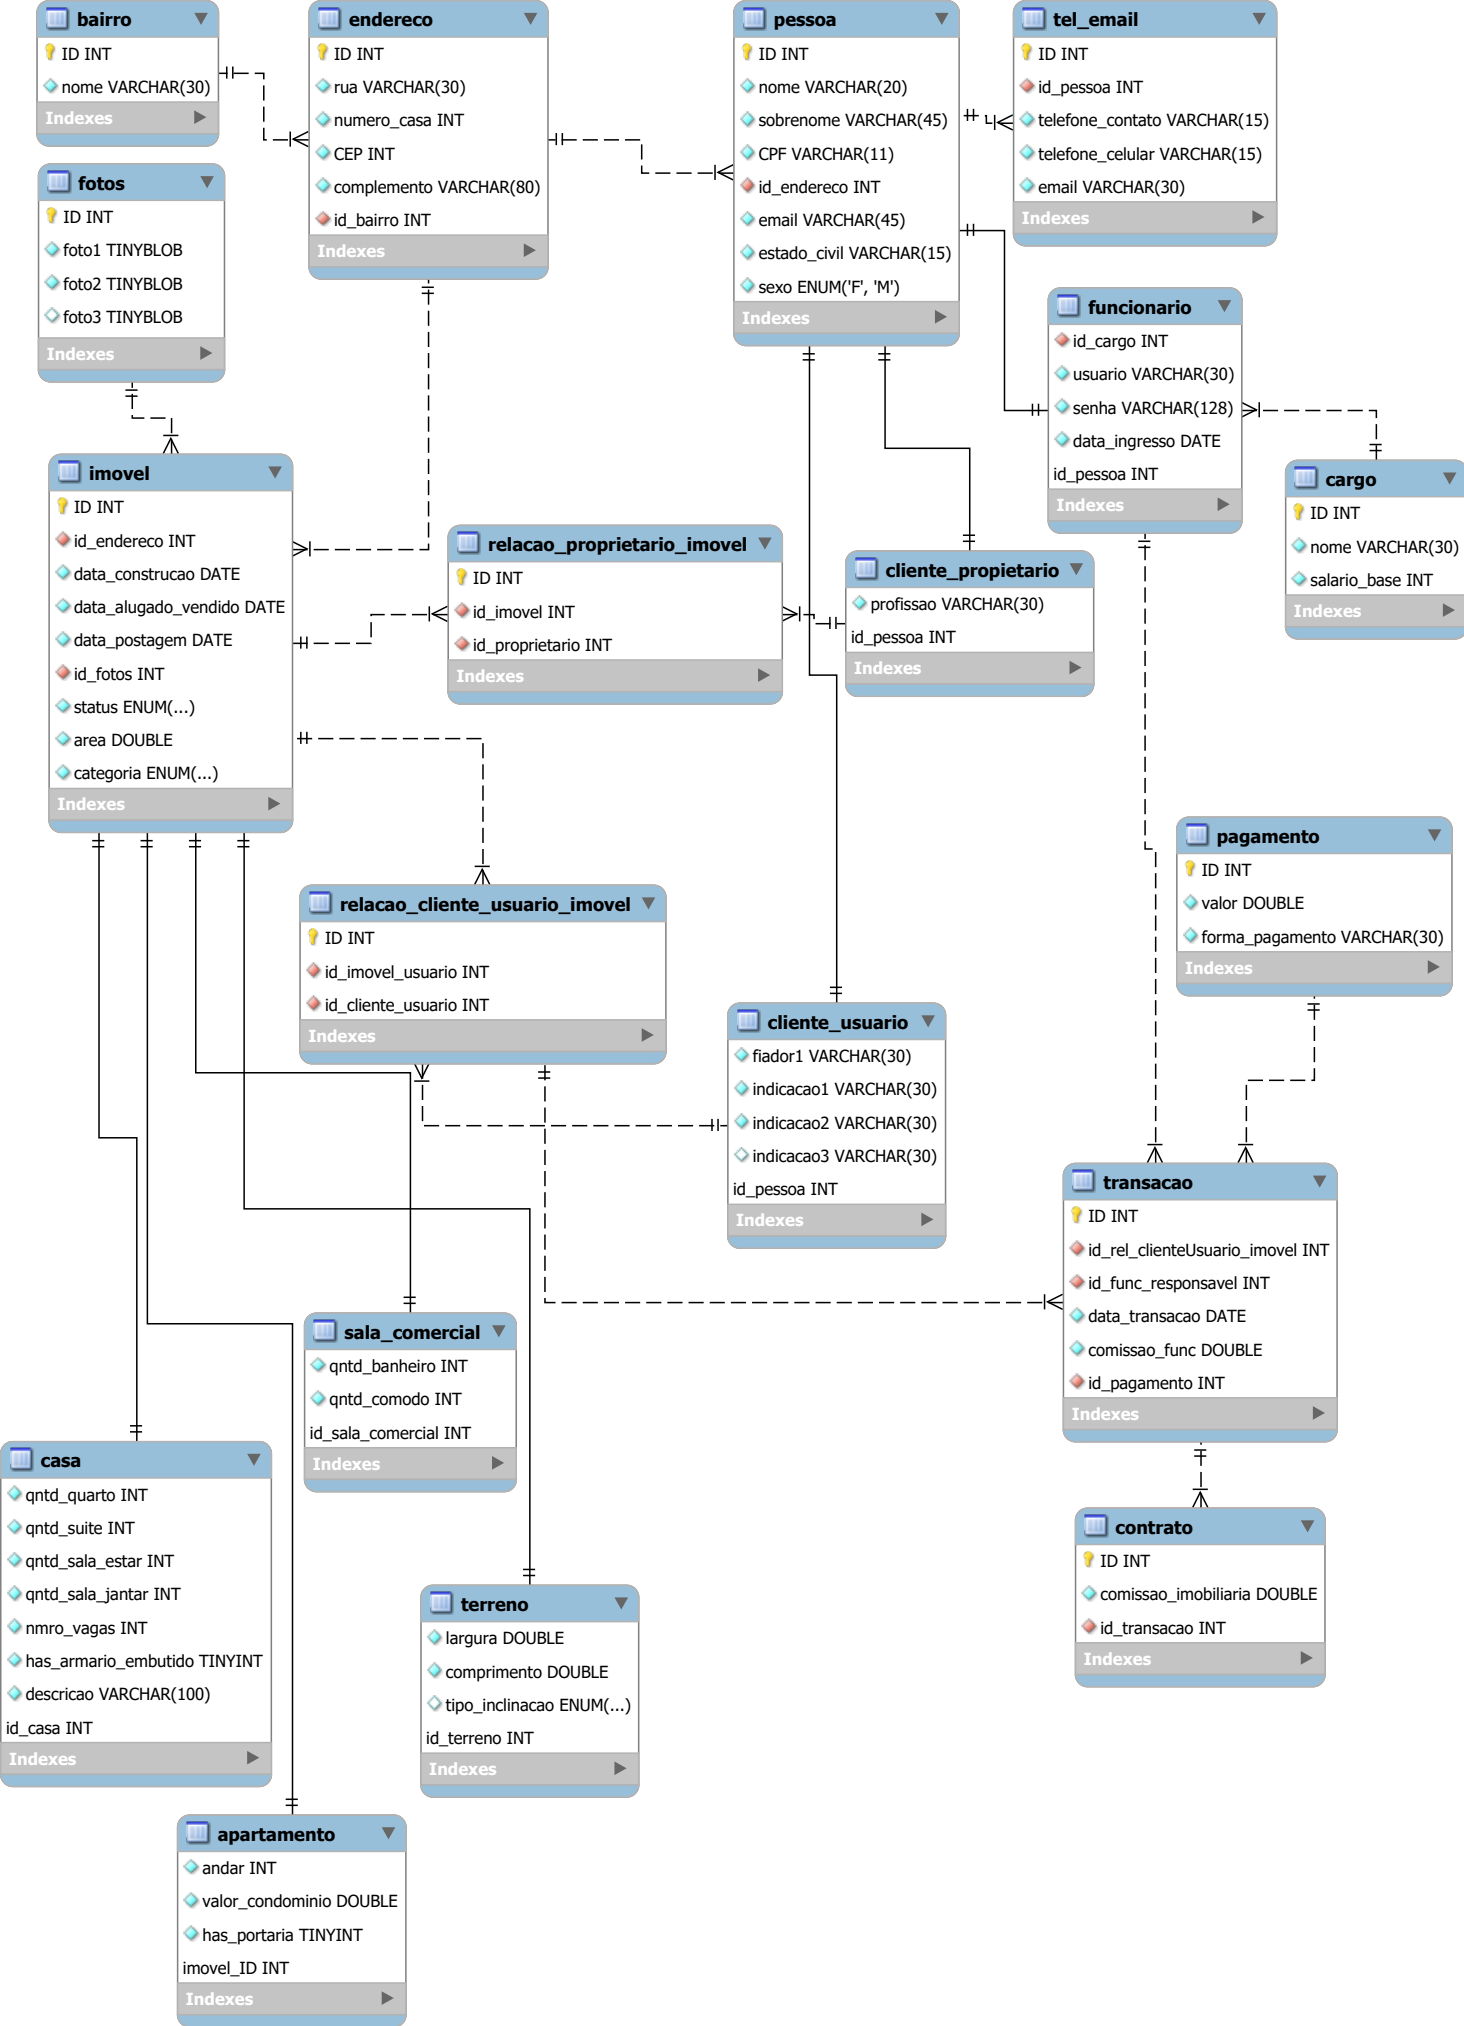 bairro
ID INT
nome VARCHAR(30)
Indexes
endereco
ID INT
rua VARCHAR(30)
numero_casa INT
CEP INT
complemento VARCHAR(80)
id_bairro INT
Indexes
pessoa
ID INT
nome VARCHAR(20)
sobrenome VARCHAR(45)
CPF VARCHAR(11)
id_endereco INT
email VARCHAR(45)
estado_civil VARCHAR(15)
sexo ENUM('F', 'M')
Indexes
tel_email
ID INT
id_pessoa INT
telefone_contato VARCHAR(15)
telefone_celular VARCHAR(15)
email VARCHAR(30)
Indexes
fotos
ID INT
foto1 TINYBLOB
foto2 TINYBLOB
foto3 TINYBLOB
Indexes
funcionario
id_cargo INT
usuario VARCHAR(30)
senha VARCHAR(128)
data_ingresso DATE
id_pessoa INT
Indexes
imovel
ID INT
id_endereco INT
data_construcao DATE
data_alugado_vendido DATE
data_postagem DATE
id_fotos INT
status ENUM(...)
area DOUBLE
categoria ENUM(...)
Indexes
cargo
ID INT
nome VARCHAR(30)
salario_base INT
Indexes
relacao_proprietario_imovel
ID INT
id_imovel INT
id_proprietario INT
Indexes
cliente_propietario
profissao VARCHAR(30)
id_pessoa INT
Indexes
pagamento
ID INT
valor DOUBLE
forma_pagamento VARCHAR(30)
Indexes
relacao_cliente_usuario_imovel
ID INT
id_imovel_usuario INT
id_cliente_usuario INT
Indexes
cliente_usuario
fiador1 VARCHAR(30)
indicacao1 VARCHAR(30)
indicacao2 VARCHAR(30)
indicacao3 VARCHAR(30)
id_pessoa INT
Indexes
transacao
ID INT
id_rel_clienteUsuario_imovel INT
id_func_responsavel INT
data_transacao DATE
comissao_func DOUBLE
id_pagamento INT
Indexes
sala_comercial
qntd_banheiro INT
qntd_comodo INT
id_sala_comercial INT
Indexes
casa
qntd_quarto INT
qntd_suite INT
qntd_sala_estar INT
qntd_sala_jantar INT
nmro_vagas INT
has_armario_embutido TINYINT
descricao VARCHAR(100)
id_casa INT
Indexes
contrato
ID INT
comissao_imobiliaria DOUBLE
id_transacao INT
Indexes
terreno
largura DOUBLE
comprimento DOUBLE
tipo_inclinacao ENUM(...)
id_terreno INT
Indexes
apartamento
andar INT
valor_condominio DOUBLE
has_portaria TINYINT
imovel_ID INT
Indexes